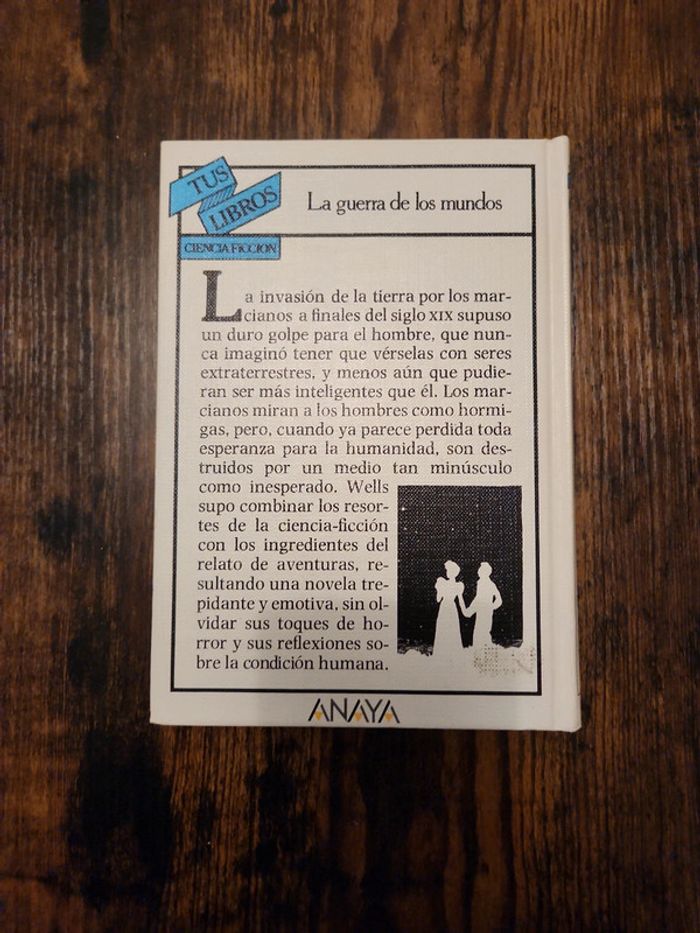 TUS
LIBROS
CIENCIA FICCION
La guerra de los mundos
La invasión de la tierra por los mar-
cianos a finales del siglo XIX supuso
un duro golpe para el hombre, que nun-
ca imaginó tener que vérselas con seres
extraterrestres, y menos aún que pudie-
ran ser más inteligentes que él. Los mar-
cianos miran a los hombres como hormi-
gas, pero, cuando ya parece perdida toda
esperanza para la humanidad, son des-
truidos por un medio tan minúsculo
como inesperado. Wells
supo combinar los resor-
tes de la ciencia-ficción
con los ingredientes del
relato de aventuras, re-
sultando una novela tre-
pidante y emotiva, sin ol-
vidar sus toques de ho-
rror y sus reflexiones so-
bre la condición humana.
ANAYA